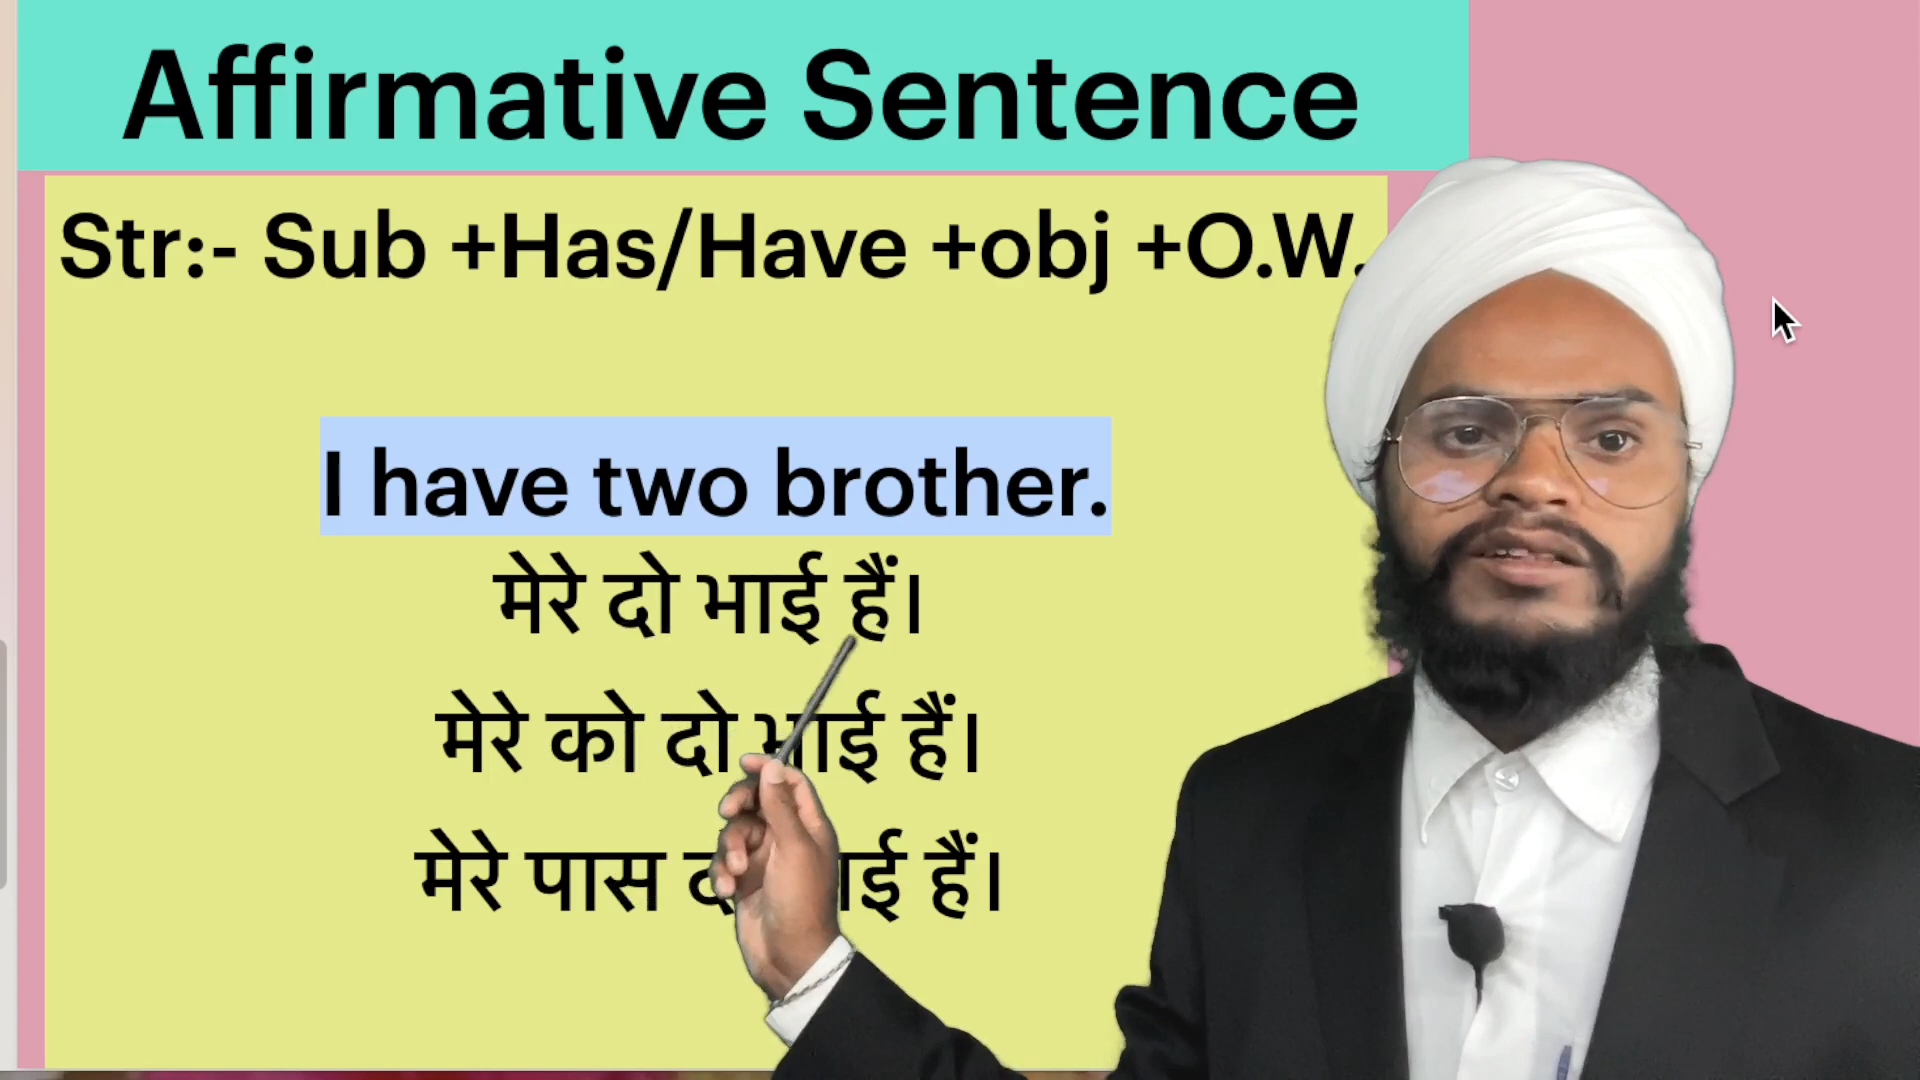 Affirmative Sentence
Str:- Sub +Has/Have +obj +O.W.
I have two brother.
मेरे दो भाई हैं।
मेरे को दो भाई हैं।
मेरे पास हैं।